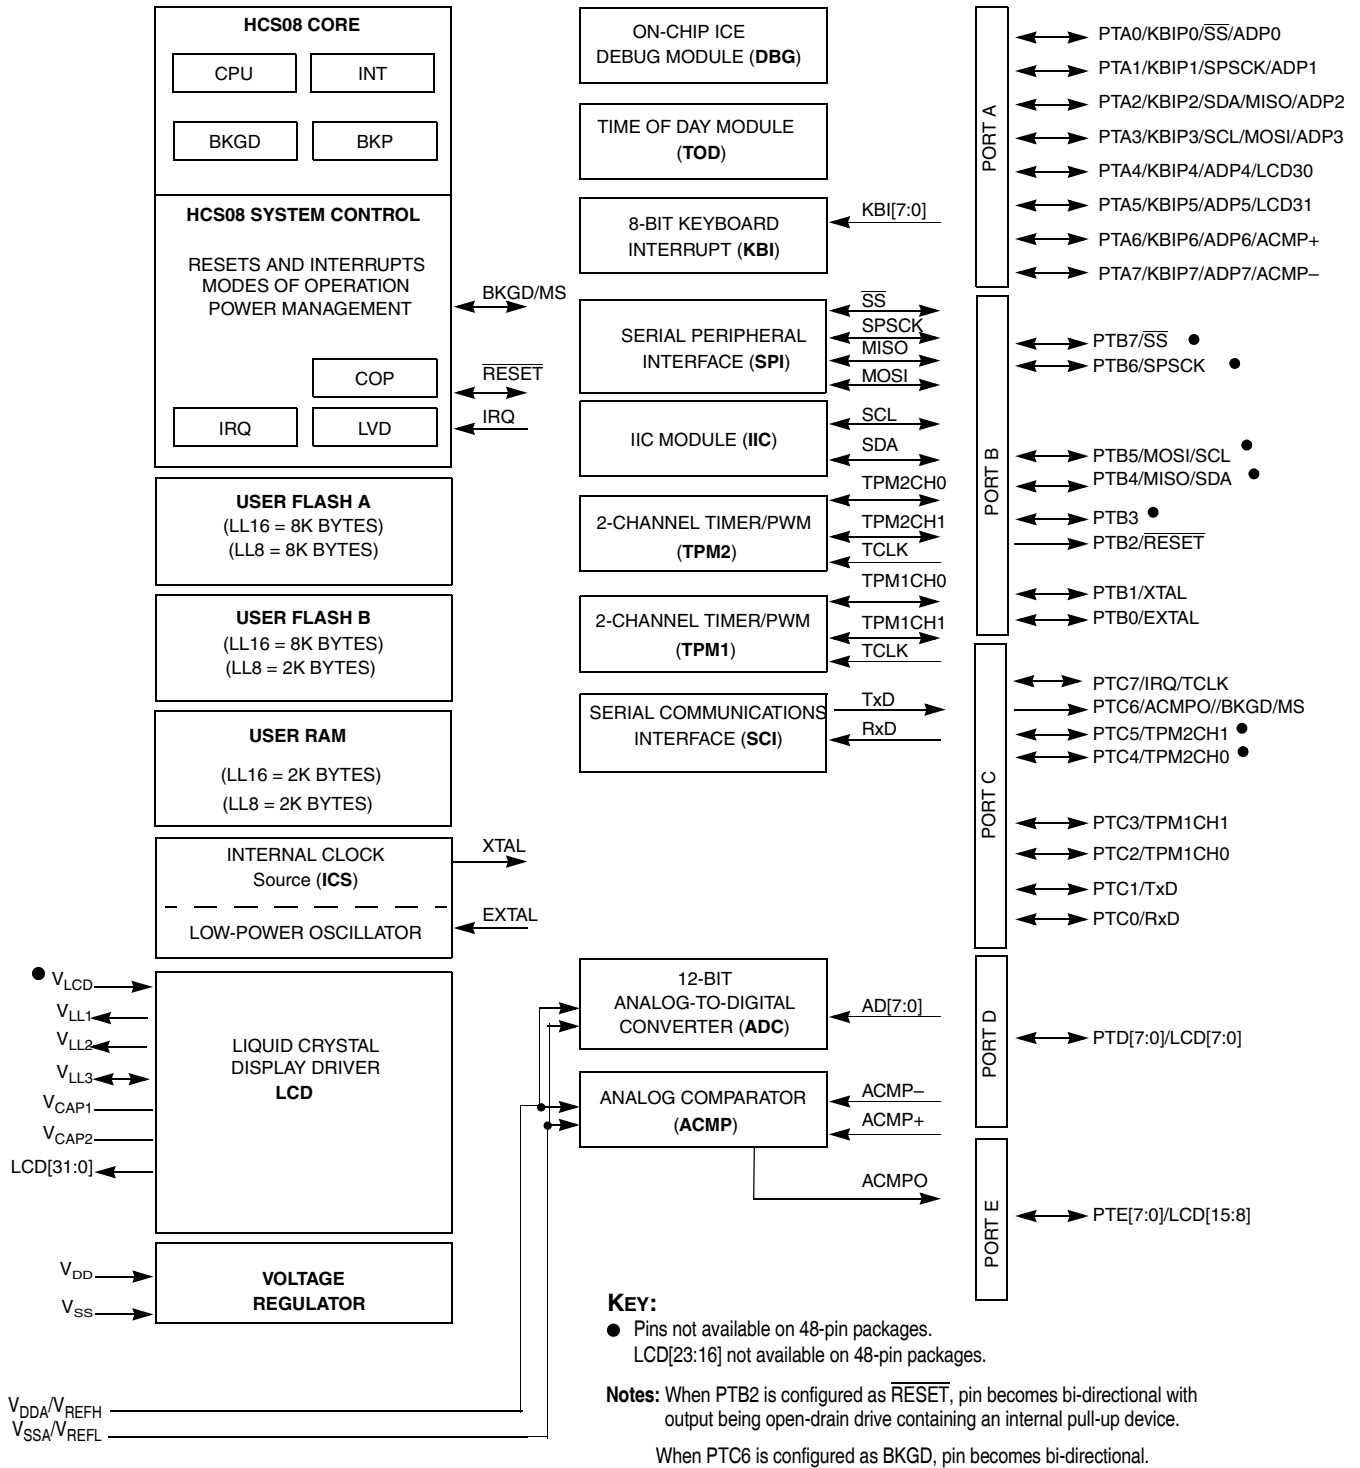 HCS08 CORE
CPU
INT
BKGD
BKP
HCS08 SYSTEM CONTROL
RESETS AND INTERRUPTS
MODES OF OPERATION
POWER MANAGEMENT
COP
IRQ
LVD
BKGD/MS
RESET
IRQ
USER FLASH A
(LL16 = 8K BYTES)
(LL8 = 8K BYTES)
USER FLASH B
(LL16 = 8K BYTES)
(LL8 = 2K BYTES)
USER RAM
(LL16 = 2K BYTES)
(LL8 = 2K BYTES)
INTERNAL CLOCK
Source (ICS)
LOW-POWER OSCILLATOR
XTAL
EXTAL
● VLCD
VLL1
VLL2
VLL3
VCAP1
VCAP2
LCD[31:0]
LIQUID CRYSTAL
DISPLAY DRIVER
LCD
VDD
VSS
VOLTAGE
REGULATOR
VDDA/VREFH
VSSA/VREFL
ON-CHIP ICE
DEBUG MODULE (DBG)
TIME OF DAY MODULE
(TOD)
8-BIT KEYBOARD
INTERRUPT (KBI)
KBI[7:0]
SERIAL PERIPHERAL
INTERFACE (SPI)
SS
SPSCK
MISO
MOSI
IIC MODULE (IIC)
SCL
SDA
2-CHANNEL TIMER/PWM
(TPM2)
TPM2CH0
TPM2CH1
TCLK
2-CHANNEL TIMER/PWM
(TPM1)
TPM1CH0
TPM1CH1
TCLK
SERIAL COMMUNICATIONS
INTERFACE (SCI)
TxD
RxD
12-BIT
ANALOG-TO-DIGITAL
CONVERTER (ADC)
AD[7:0]
ANALOG COMPARATOR
(ACMP)
ACMP–
ACMP+
ACMPO
PORT A
PTA0/KBIP0/SS/ADP0
PTA1/KBIP1/SPSCK/ADP1
PTA2/KBIP2/SDA/MISO/ADP2
PTA3/KBIP3/SCL/MOSI/ADP3
PTA4/KBIP4/ADP4/LCD30
PTA5/KBIP5/ADP5/LCD31
PTA6/KBIP6/ADP6/ACMP+
PTA7/KBIP7/ADP7/ACMP–
PORT B
PTB7/SS ●
PTB6/SPSCK ●
PTB5/MOSI/SCL ●
PTB4/MISO/SDA ●
PTB3 ●
PTB2/RESET
PTB1/XTAL
PTB0/EXTAL
PORT C
PTC7/IRQ/TCLK
PTC6/ACMPO//BKGD/MS
PTC5/TPM2CH1 ●
PTC4/TPM2CH0 ●
PTC3/TPM1CH1
PTC2/TPM1CH0
PTC1/TxD
PTC0/RxD
PORT D
PTD[7:0]/LCD[7:0]
PORT E
PTE[7:0]/LCD[15:8]
KEY:
● Pins not available on 48-pin packages.
LCD[23:16] not available on 48-pin packages.
Notes: When PTB2 is configured as RESET, pin becomes bi-directional with
output being open-drain drive containing an internal pull-up device.
When PTC6 is configured as BKGD, pin becomes bi-directional.